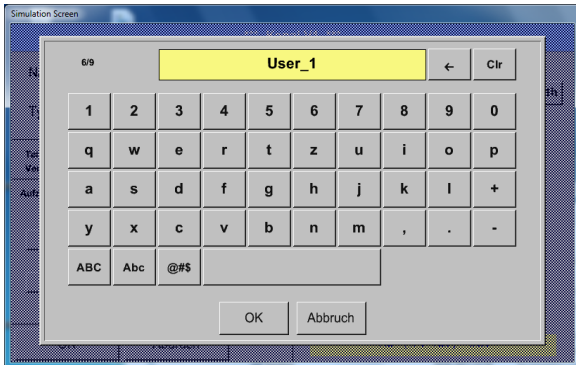 Simulation Screen
6/9 User_1 ← Clr
1 2 3 4 5 6 7 8 9 0
q w e r t z u i o p
a s d f g h j k l +
y x c v b n m , . -
ABC Abc @#$
OK Abbruch